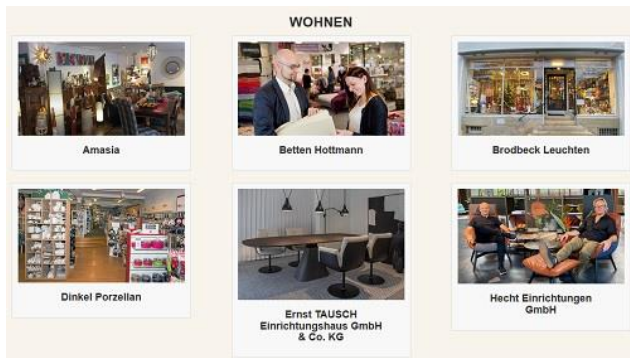 WOHNEN
Amasia
Betten Hottmann
Brodbeck Leuchten
Dinkel Porzellan
Ernst TAUSCH
Einrichtungshaus GmbH
& Co. KG
Hecht Einrichtungen
GmbH